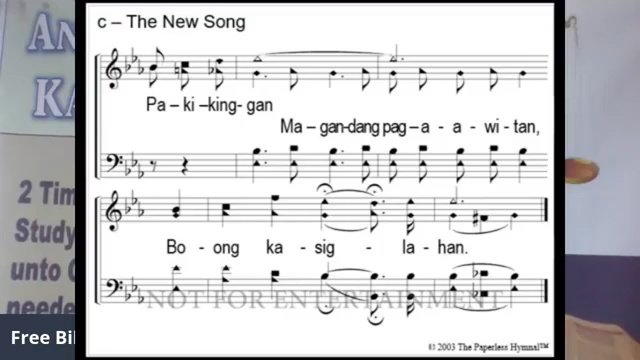 c – The New Song
Pa – ki –king- gan
Ma – gan-dang pag – a - a - wi - tan,
Bo - ong ka - sig - la - han.
NOT FOR ENTERTAINMENT
© 2003 The Paperless Hymnal™
AN
KA
2 Tim
Study
unto
neede
Free Bi